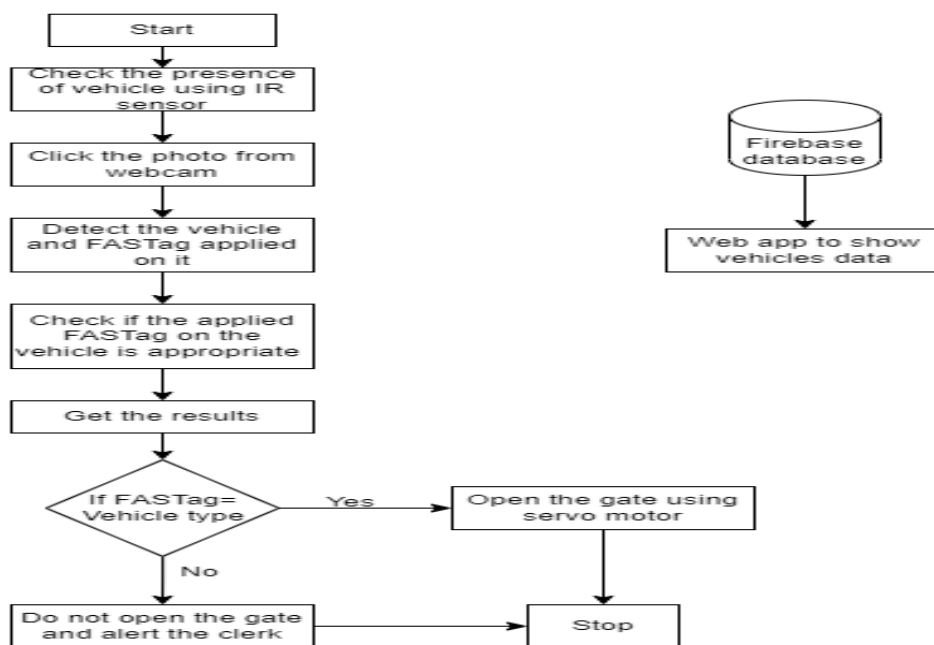 Start
Check the presence
of vehicle using IR
sensor
Click the photo from
webcam
Detect the vehicle
and FASTag applied
on it
Check if the applied
FASTag on the
vehicle is appropriate
Get the results
If FASTag=
Vehicle type
Yes
Open the gate using
servo motor
No
Do not open the gate
and alert the clerk
Stop
Firebase
database
Web app to show
vehicles data